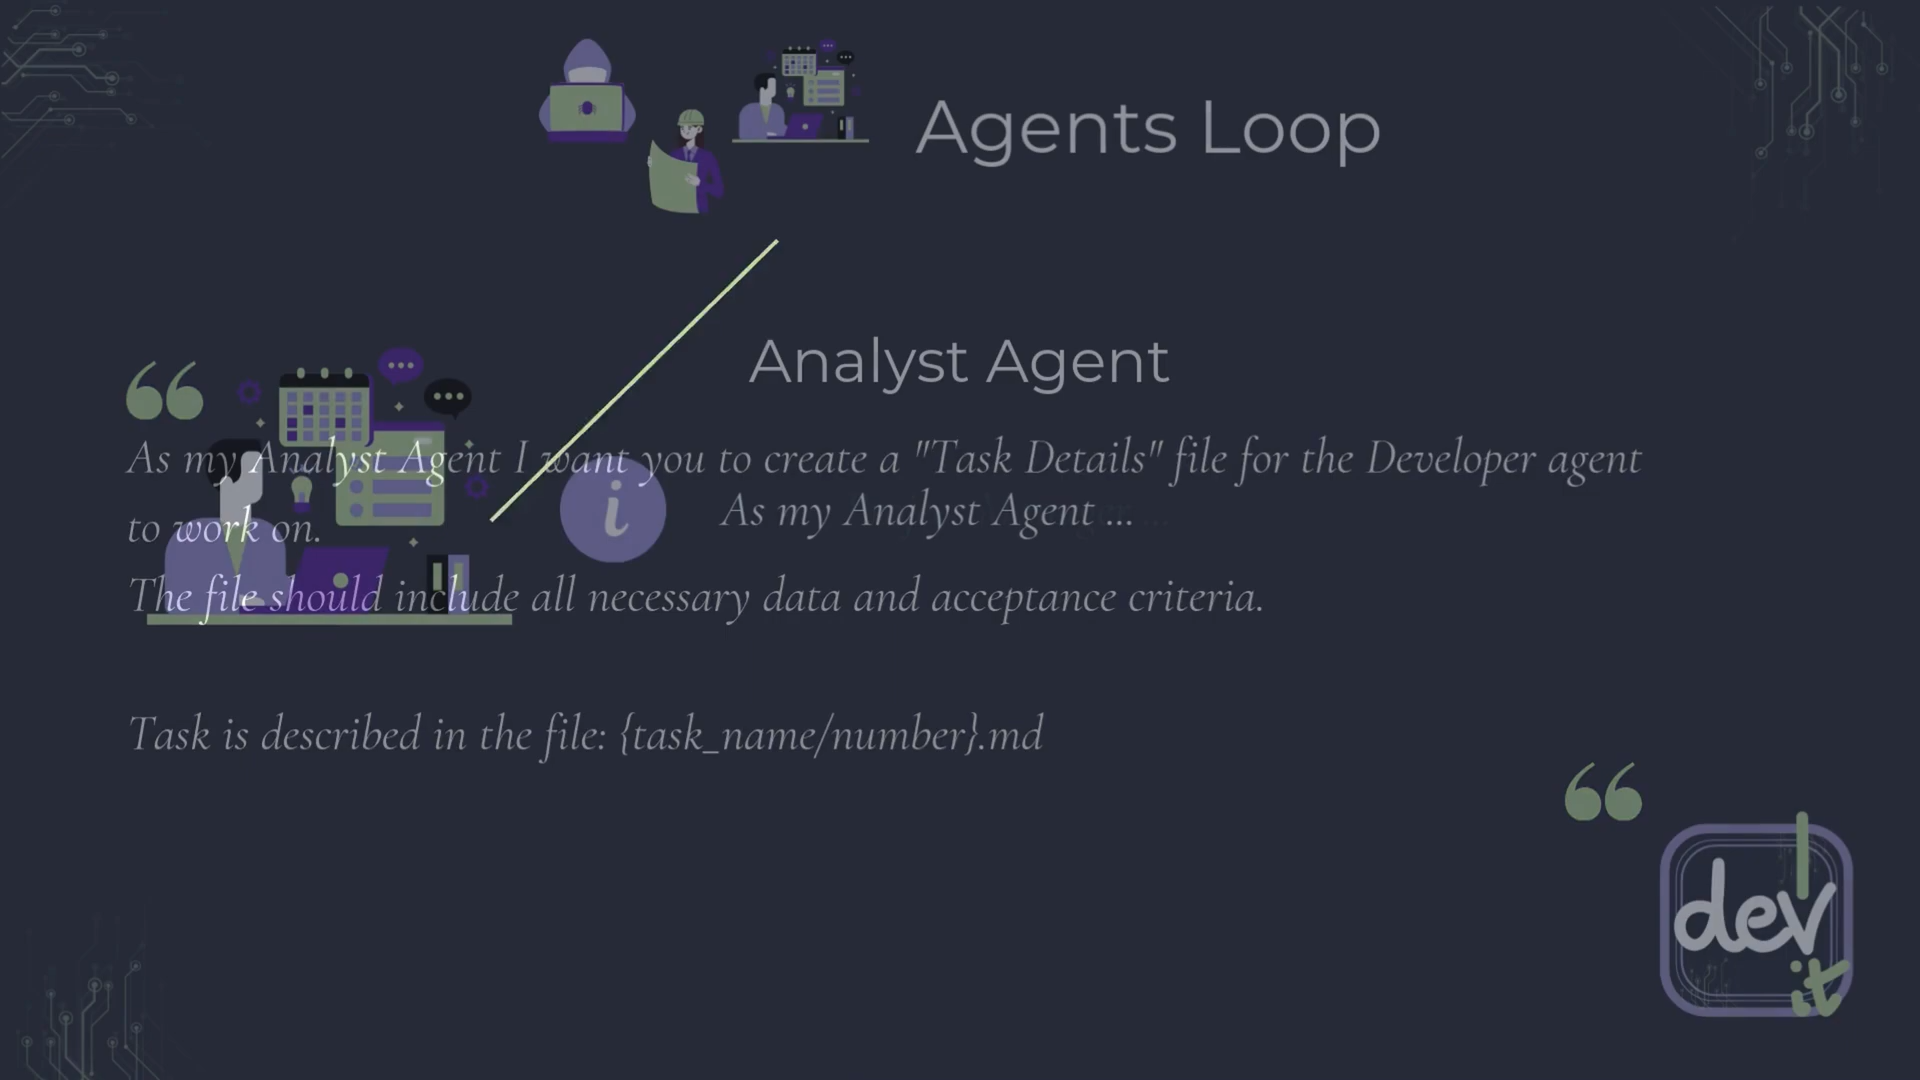 Agents Loop
Analyst Agent
As my Analyst Agent I want you to create a "Task Details" file for the Developer agent
As my Analyst Agent ...
to work on.
The file should include all necessary data and acceptance criteria.
Task is described in the file: {task_name/number}.md
dev
it